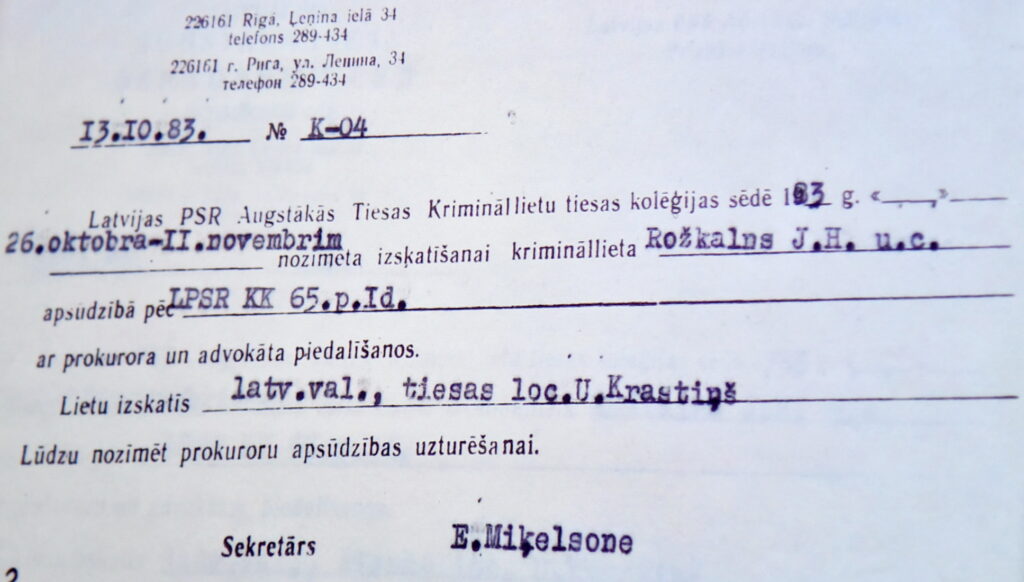 226161 Rīgā, Ļeņina ielā 34
telefons 289-434
226161 г. Рига, ул. Ленина, 34
телефон 289-434
I3.IO.83. № K-04
Latvijas PSR Augstākās Tiesas Krimināllietu tiesas kolēģijas sēdē 1983 g. «__»
26.oktobra-II.novembrim nozīmēta izskatīšanai krimināllieta Rožkalns J.H. u.c.
apsūdzībā pēc LPSR KK 65.p.Id.
ar prokurora un advokāta piedalīšanos.
Lietu izskatīs latv.val., tiesas loc.U.Krastiņš
Lūdzu nozīmēt prokuroru apsūdzības uzturēšanai.
Sekretārs E.Miķelsone